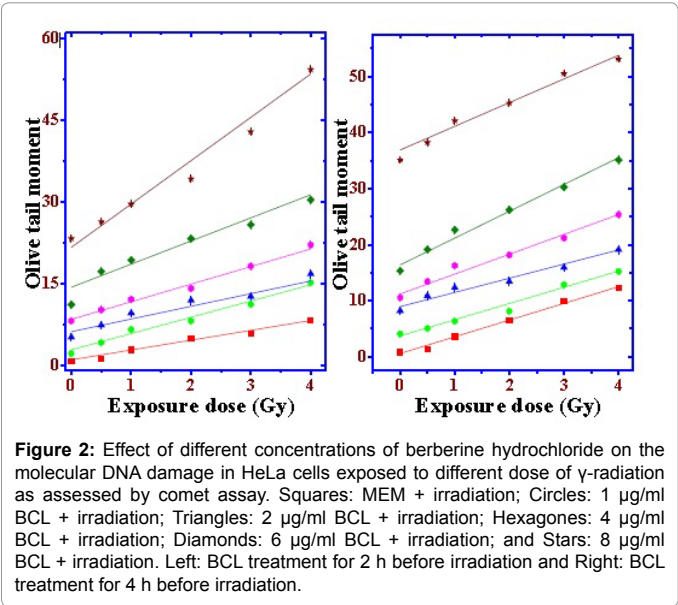 60
45
30
15
0
Olive tail moment
0 1 2 3 4
Exposure dose (Gy)
50
40
30
20
10
0
Olive tail moment
0 1 2 3 4
Exposure dose (Gy)
Figure 2: Effect of different concentrations of berberine hydrochloride on the
molecular DNA damage in HeLa cells exposed to different dose of γ-radiation
as assessed by comet assay. Squares: MEM + irradiation; Circles: 1 µg/ml
BCL + irradiation; Triangles: 2 µg/ml BCL + irradiation; Hexagones: 4 µg/ml
BCL + irradiation; Diamonds: 6 µg/ml BCL + irradiation; and Stars: 8 µg/ml
BCL + irradiation. Left: BCL treatment for 2 h before irradiation and Right: BCL
treatment for 4 h before irradiation.